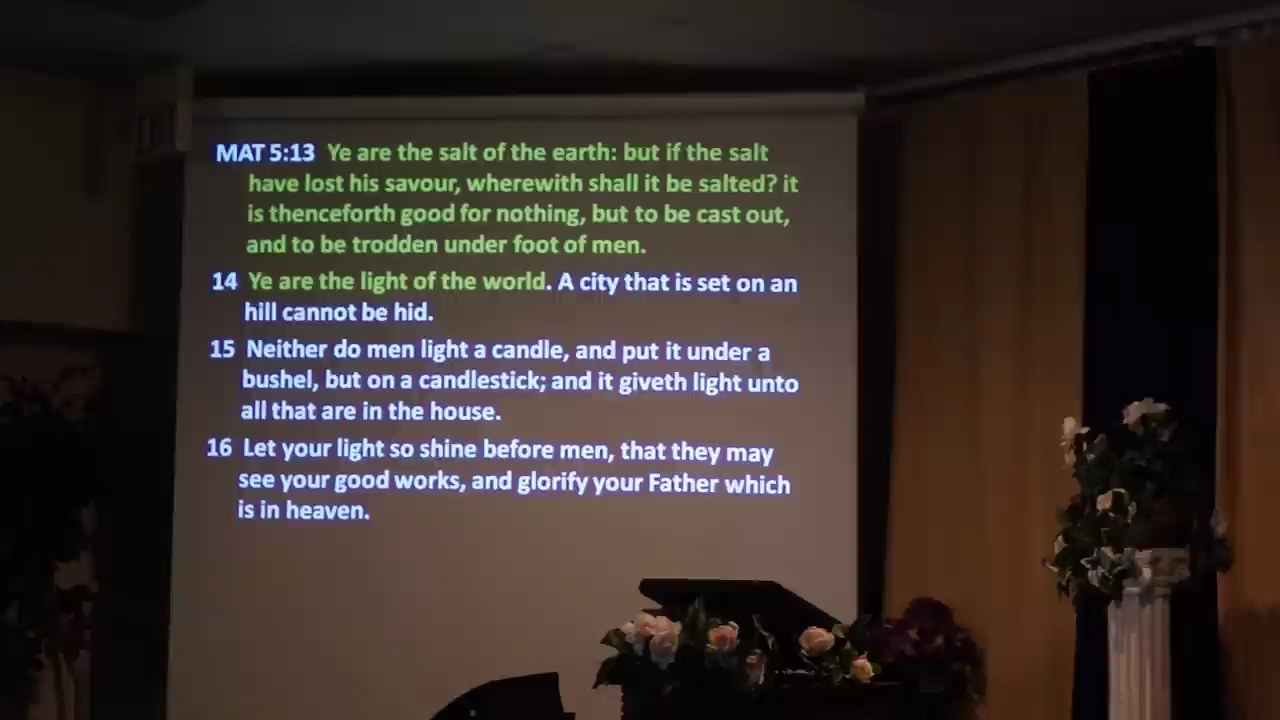 MAT 5:13 Ye are the salt of the earth: but if the salt
have lost his savour, wherewith shall it be salted? it
is thenceforth good for nothing, but to be cast out,
and to be trodden under foot of men.
14 Ye are the light of the world. A city that is set on an
hill cannot be hid.
15 Neither do men light a candle, and put it under a
bushel, but on a candlestick; and it giveth light unto
all that are in the house.
16 Let your light so shine before men, that they may
see your good works, and glorify your Father which
is in heaven.